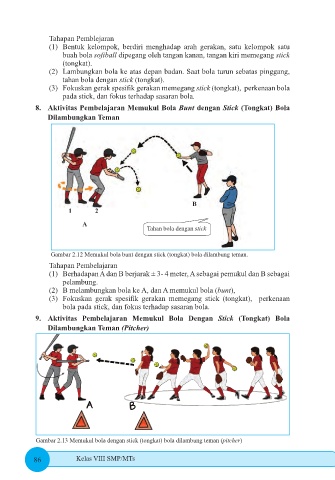 Tahapan Pemblejaran
(1) Bentuk kelompok, berdiri menghadap arah gerakan, satu kelompok satu
buah bola softball dipegang oleh tangan kanan, tangan kiri memegang stick
(tongkat).
(2) Lambungkan bola ke atas depan badan. Saat bola turun sebatas pinggang,
tahan bola dengan stick (tongkat).
(3) Fokuskan gerak spesifik gerakan memegang stick (tongkat), perkenaan bola
pada stick, dan fokus terhadap sasaran bola.
8. Aktivitas Pembelajaran Memukul Bola Bunt dengan Stick (Tongkat) Bola
Dilambungkan Teman
1 2
B
A
Tahan bola dengan stick
Gambar 2.12 Memukul bola bunt dengan stick (tongkat) bola dilambung teman.
Tahapan Pembelajaran
(1) Berhadapan A dan B berjarak ± 3- 4 meter, A sebagai pemukul dan B sebagai
pelambung.
(2) B melambungkan bola ke A, dan A memukul bola (bunt),
(3) Fokuskan gerak spesifik gerakan memegang stick (tongkat), perkenaan
bola pada stick, dan fokus terhadap sasaran bola.
9. Aktivitas Pembelajaran Memukul Bola Dengan Stick (Tongkat) Bola
Dilambungkan Teman (Pitcher)
A B
Gambar 2.13 Memukul bola dengan stick (tongkat) bola dilambung teman (pitcher)
86 Kelas VIII SMP/MTs